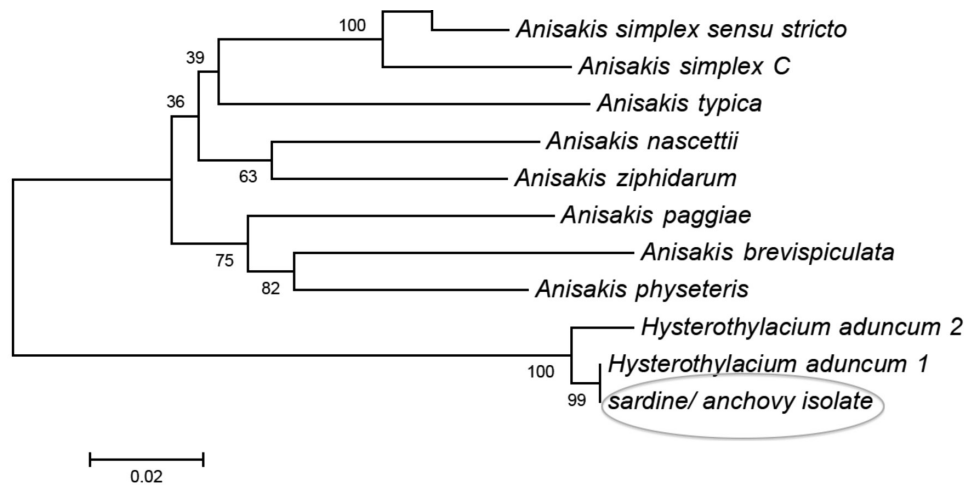 Anisakis simplex sensu stricto
100
Anisakis simplex C
39
Anisakis typica
36
Anisakis nascettii
63
Anisakis ziphidarum
Anisakis paggiae
75
Anisakis brevispiculata
82
Anisakis physeteris
Hysterothylacium aduncum 2
100
Hysterothylacium aduncum 1
99
sardine/ anchovy isolate
0.02